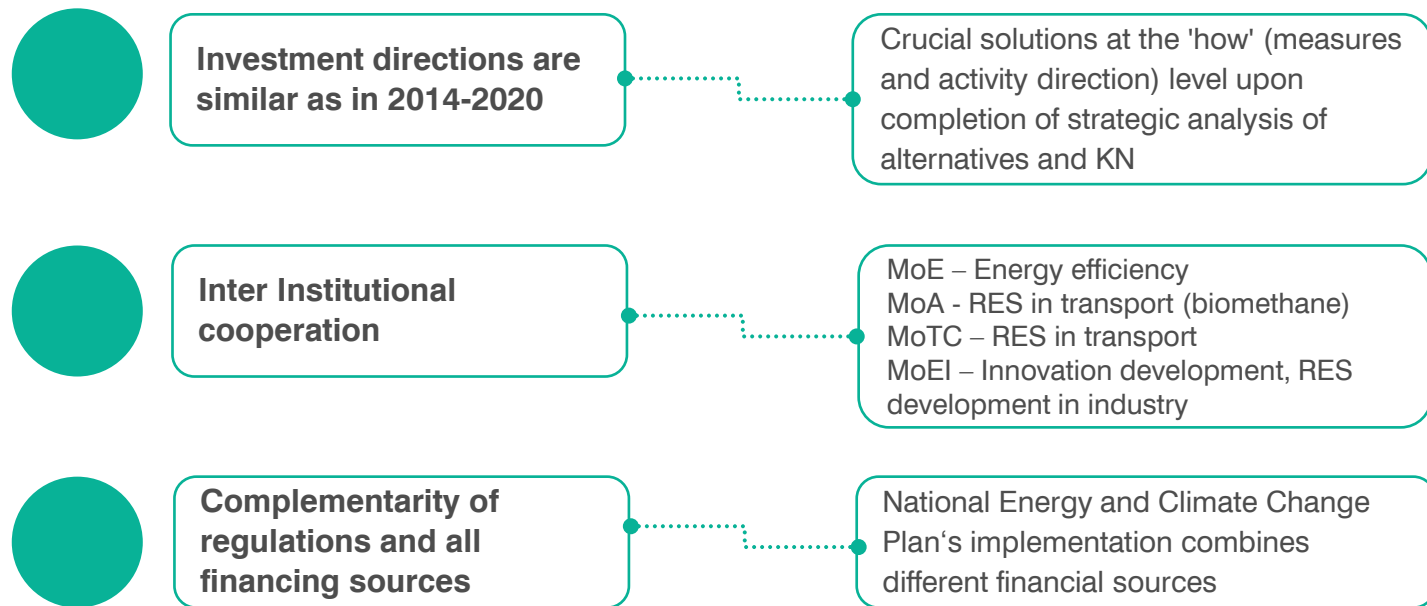 Investment directions are
similar as in 2014-2020
Crucial solutions at the 'how' (measures
and activity direction) level upon
completion of strategic analysis of
alternatives and KN
Inter Institutional
cooperation
MoE – Energy efficiency
MoA - RES in transport (biomethane)
MoTC – RES in transport
MoEI – Innovation development, RES
development in industry
Complementarity of
regulations and all
financing sources
National Energy and Climate Change
Plan‘s implementation combines
different financial sources